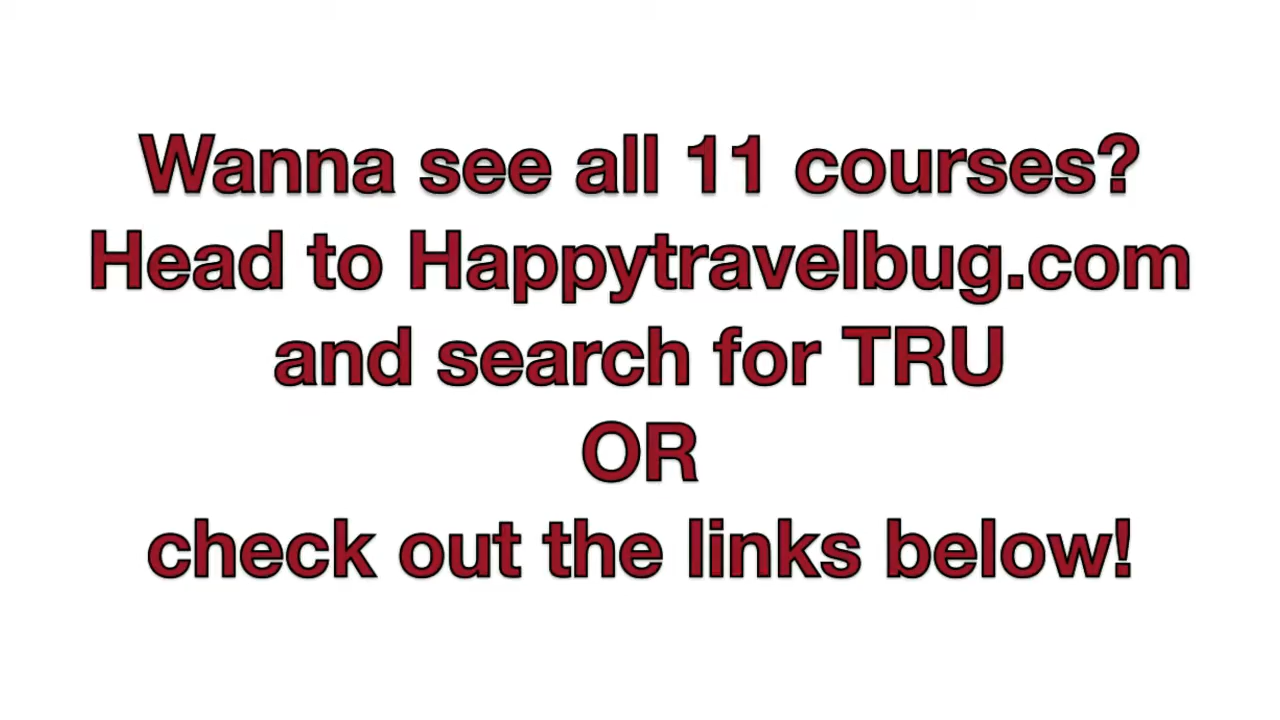 Wanna see all 11 courses?
Head to Happytravelbug.com
and search for TRU
OR
check out the links below!